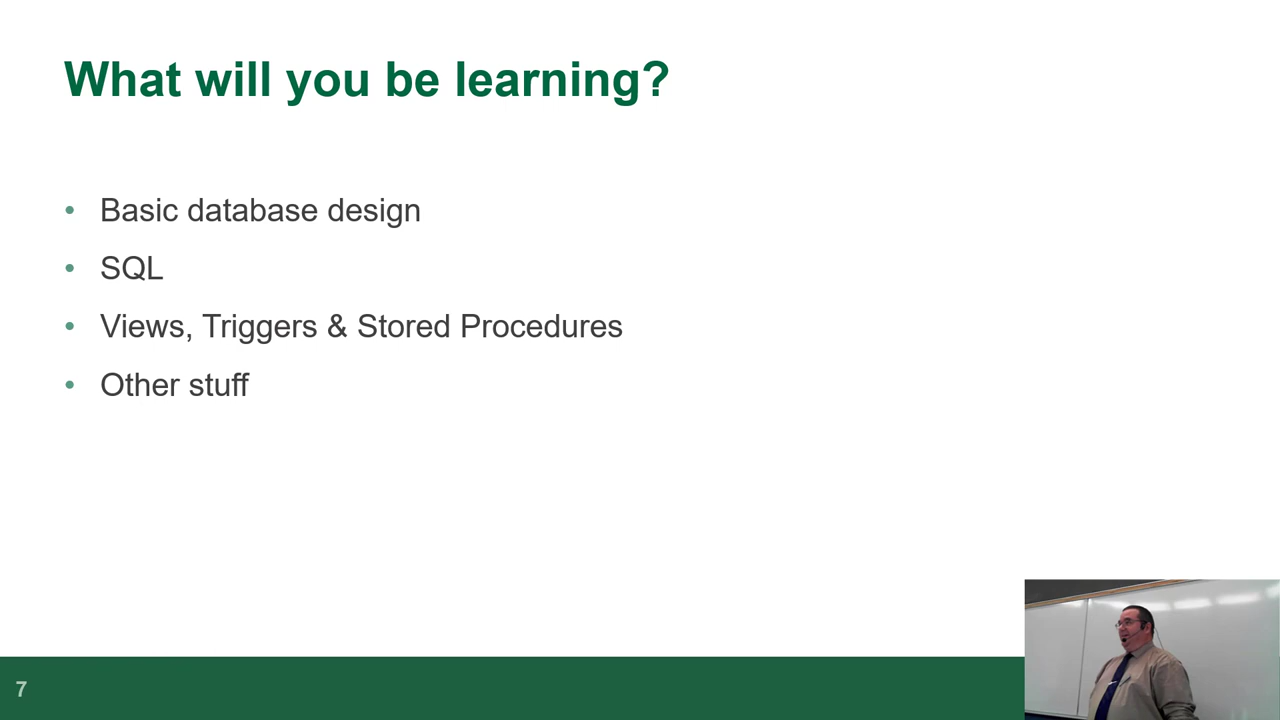 What will you be learning?
• Basic database design
• SQL
• Views, Triggers & Stored Procedures
• Other stuff
7